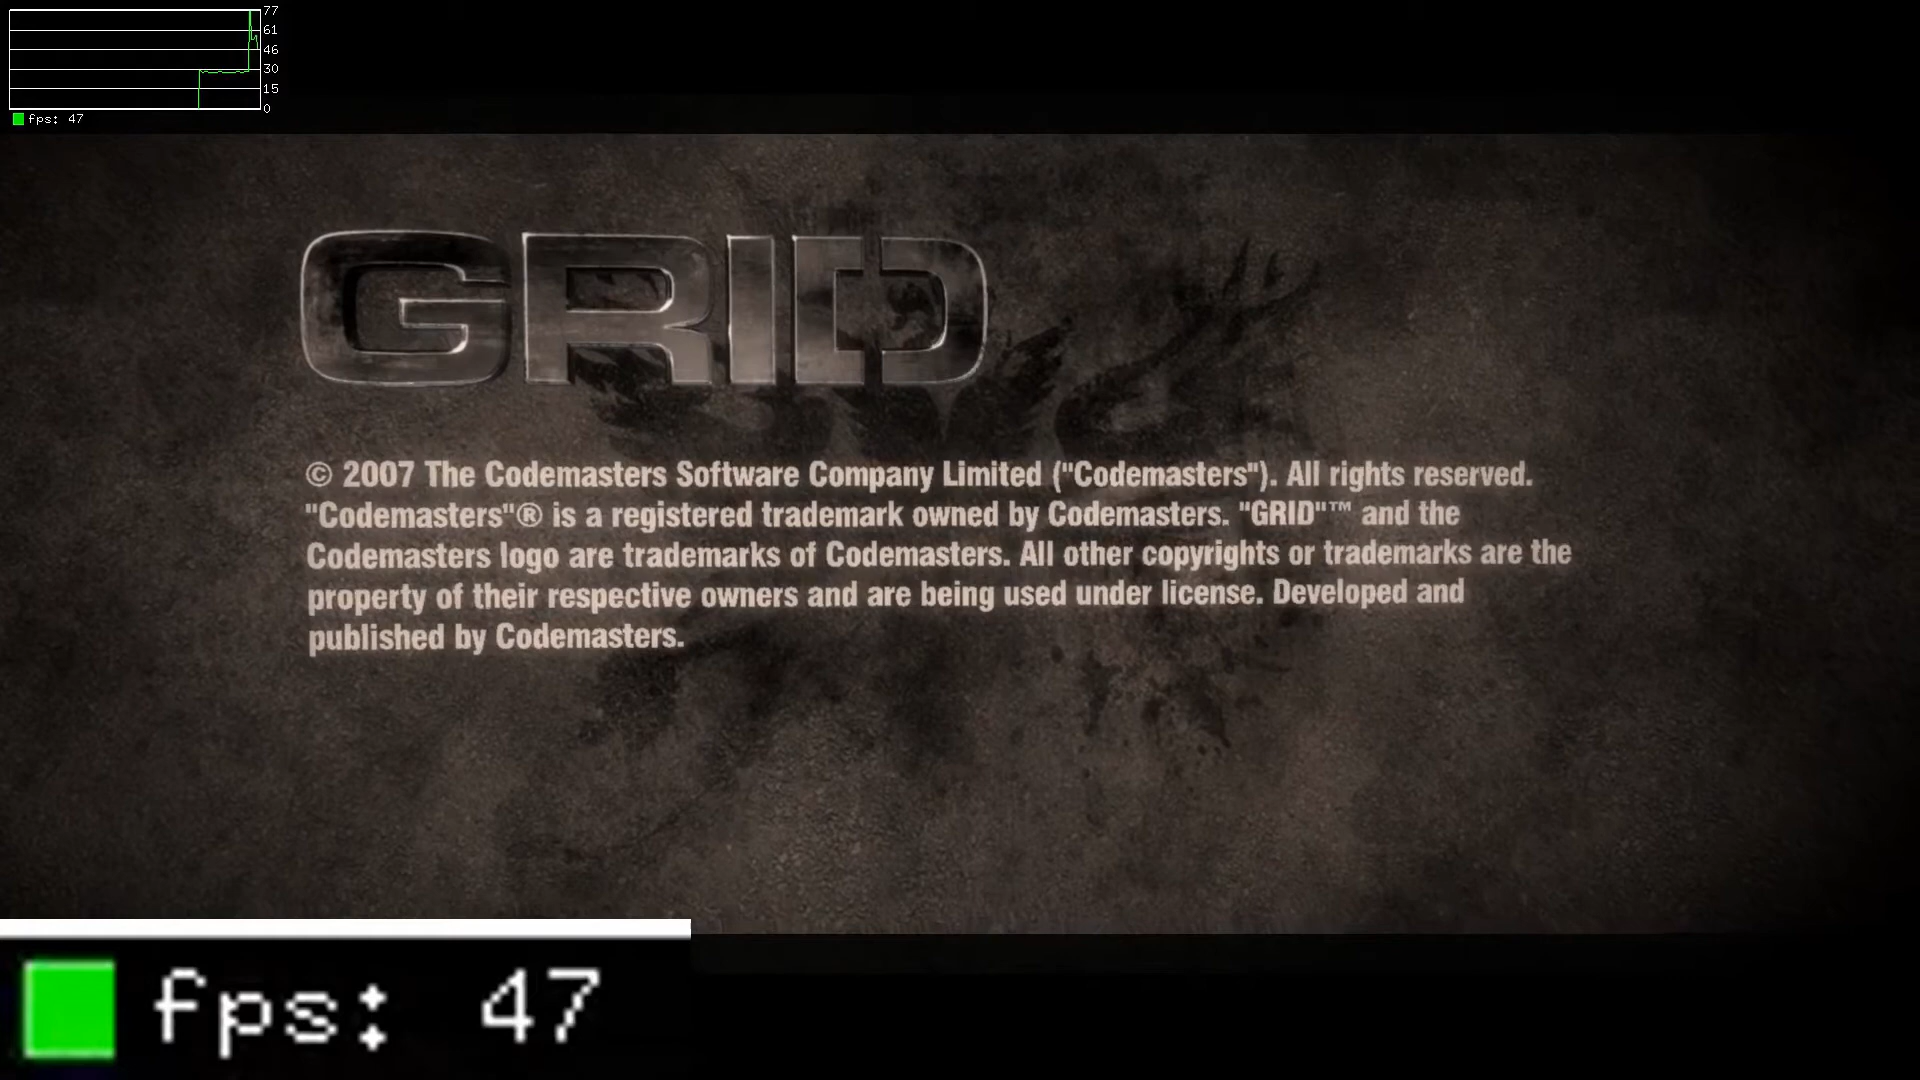 77
61
46
30
15
0
fps: 47
GRID
© 2007 The Codemasters Software Company Limited ("Codemasters"). All rights reserved.
"Codemasters"® is a registered trademark owned by Codemasters. "GRID"™ and the
Codemasters logo are trademarks of Codemasters. All other copyrights or trademarks are the
property of their respective owners and are being used under license. Developed and
published by Codemasters.
fps: 47